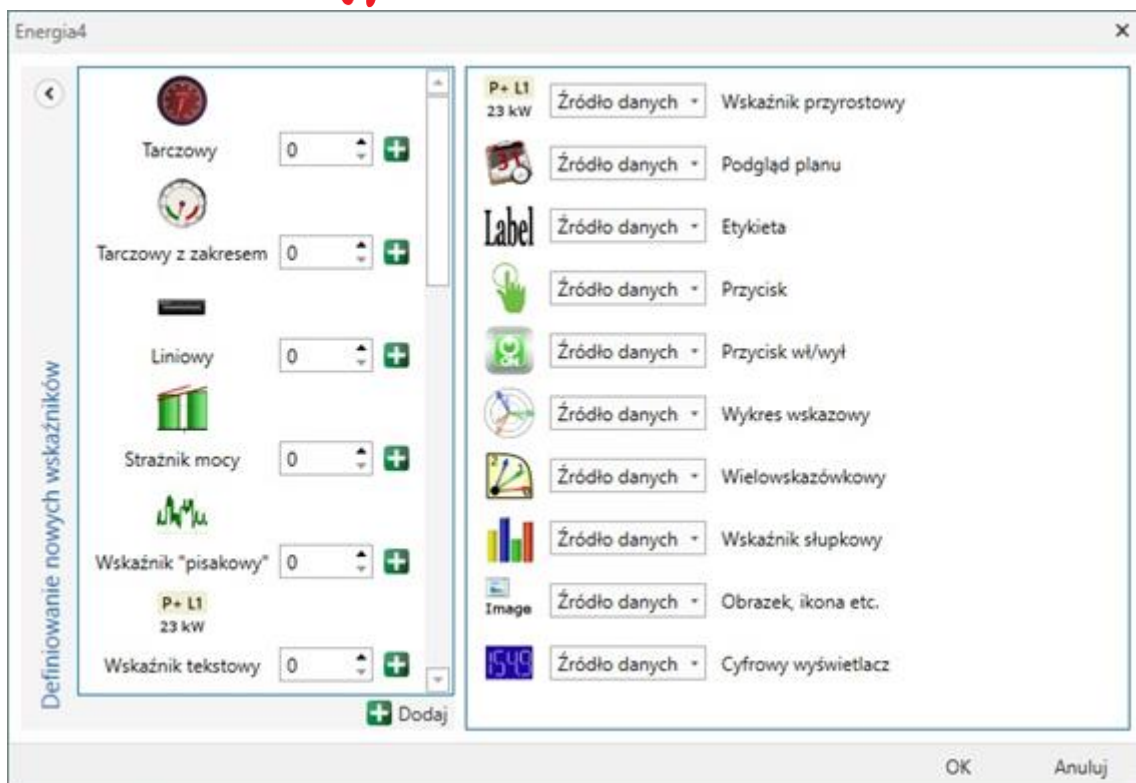 Energia4
Definiowanie nowych wskaźników
Tarczowy 0
Tarczowy z zakresem 0
Liniowy 0
Strażnik mocy 0
Wskaźnik "pisakowy" 0
P+ L1
23 kW
Wskaźnik tekstowy 0
Dodaj
P+ L1
23 kW
Źródło danych Wskaźnik przyrostowy
31 Źródło danych Podgląd planu
Label Źródło danych Etykieta
Źródło danych Przycisk
ON Źródło danych Przycisk wł/wył
Źródło danych Wykres wskazowy
Źródło danych Wielowskazówkowy
Źródło danych Wskaźnik słupkowy
Image Źródło danych Obrazek, ikona etc.
1549 Źródło danych Cyfrowy wyświetlacz
OK Anuluj